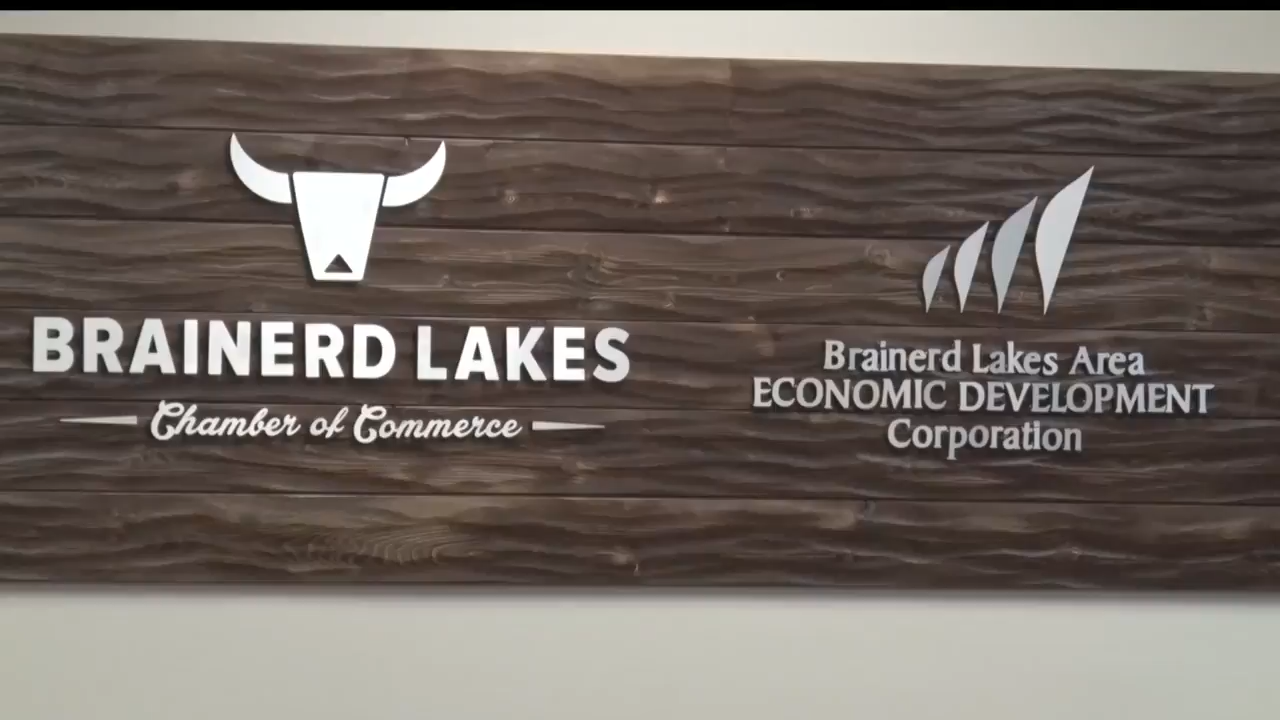 BRAINERD LAKES
Chamber of Commerce
Brainerd Lakes Area
ECONOMIC DEVELOPMENT
Corporation